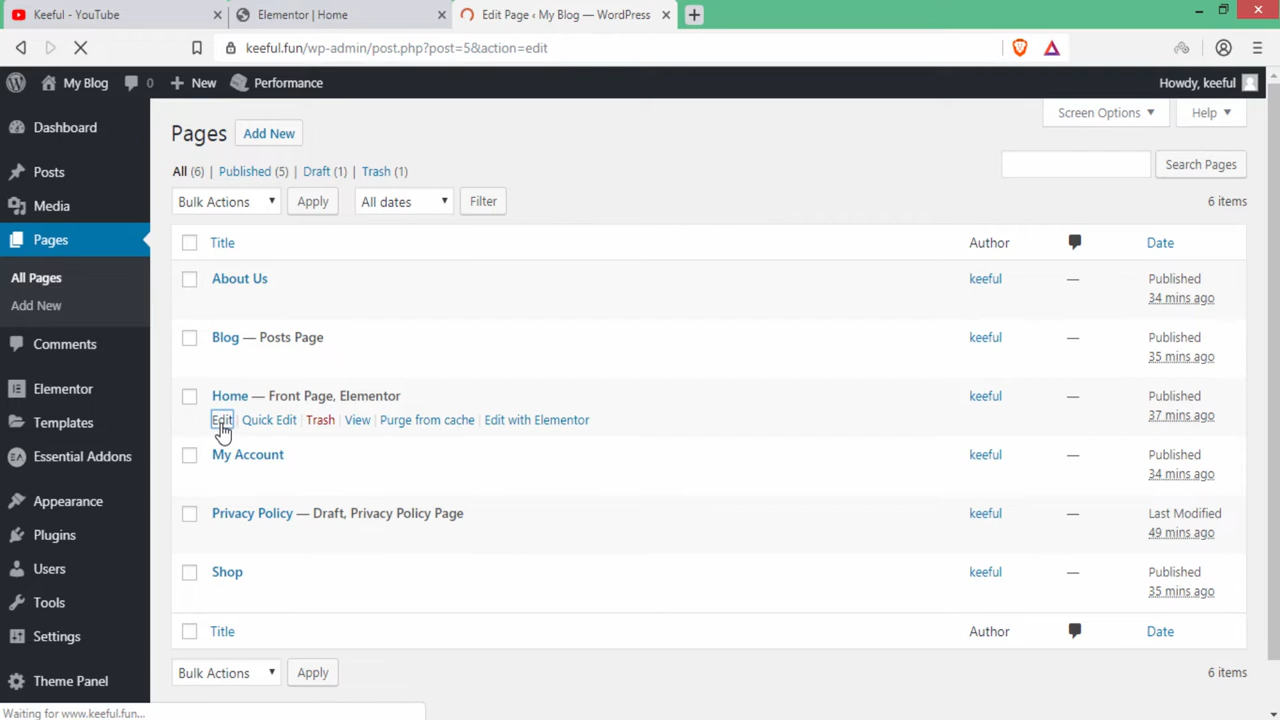 Keeful - YouTube
Elementor | Home
Edit Page ‹ My Blog — WordPress
keeful.fun/wp-admin/post.php?post=5&action=edit
My Blog
0
New
Performance
Howdy, keeful
Dashboard
Posts
Media
Pages
All Pages
Add New
Comments
Elementor
Templates
Essential Addons
Appearance
Plugins
Users
Tools
Settings
Theme Panel
Pages
Add New
Screen Options
Help
All (6) | Published (5) | Draft (1) | Trash (1)
Search Pages
Bulk Actions
Apply
All dates
Filter
6 items
Title
Author
Date
About Us
keeful
—
Published
34 mins ago
Blog — Posts Page
keeful
—
Published
35 mins ago
Home — Front Page, Elementor
Edit | Quick Edit | Trash | View | Purge from cache | Edit with Elementor
keeful
—
Published
37 mins ago
My Account
keeful
—
Published
34 mins ago
Privacy Policy — Draft, Privacy Policy Page
keeful
—
Last Modified
49 mins ago
Shop
keeful
—
Published
35 mins ago
Title
Author
Date
Bulk Actions
Apply
6 items
Waiting for www.keeful.fun...